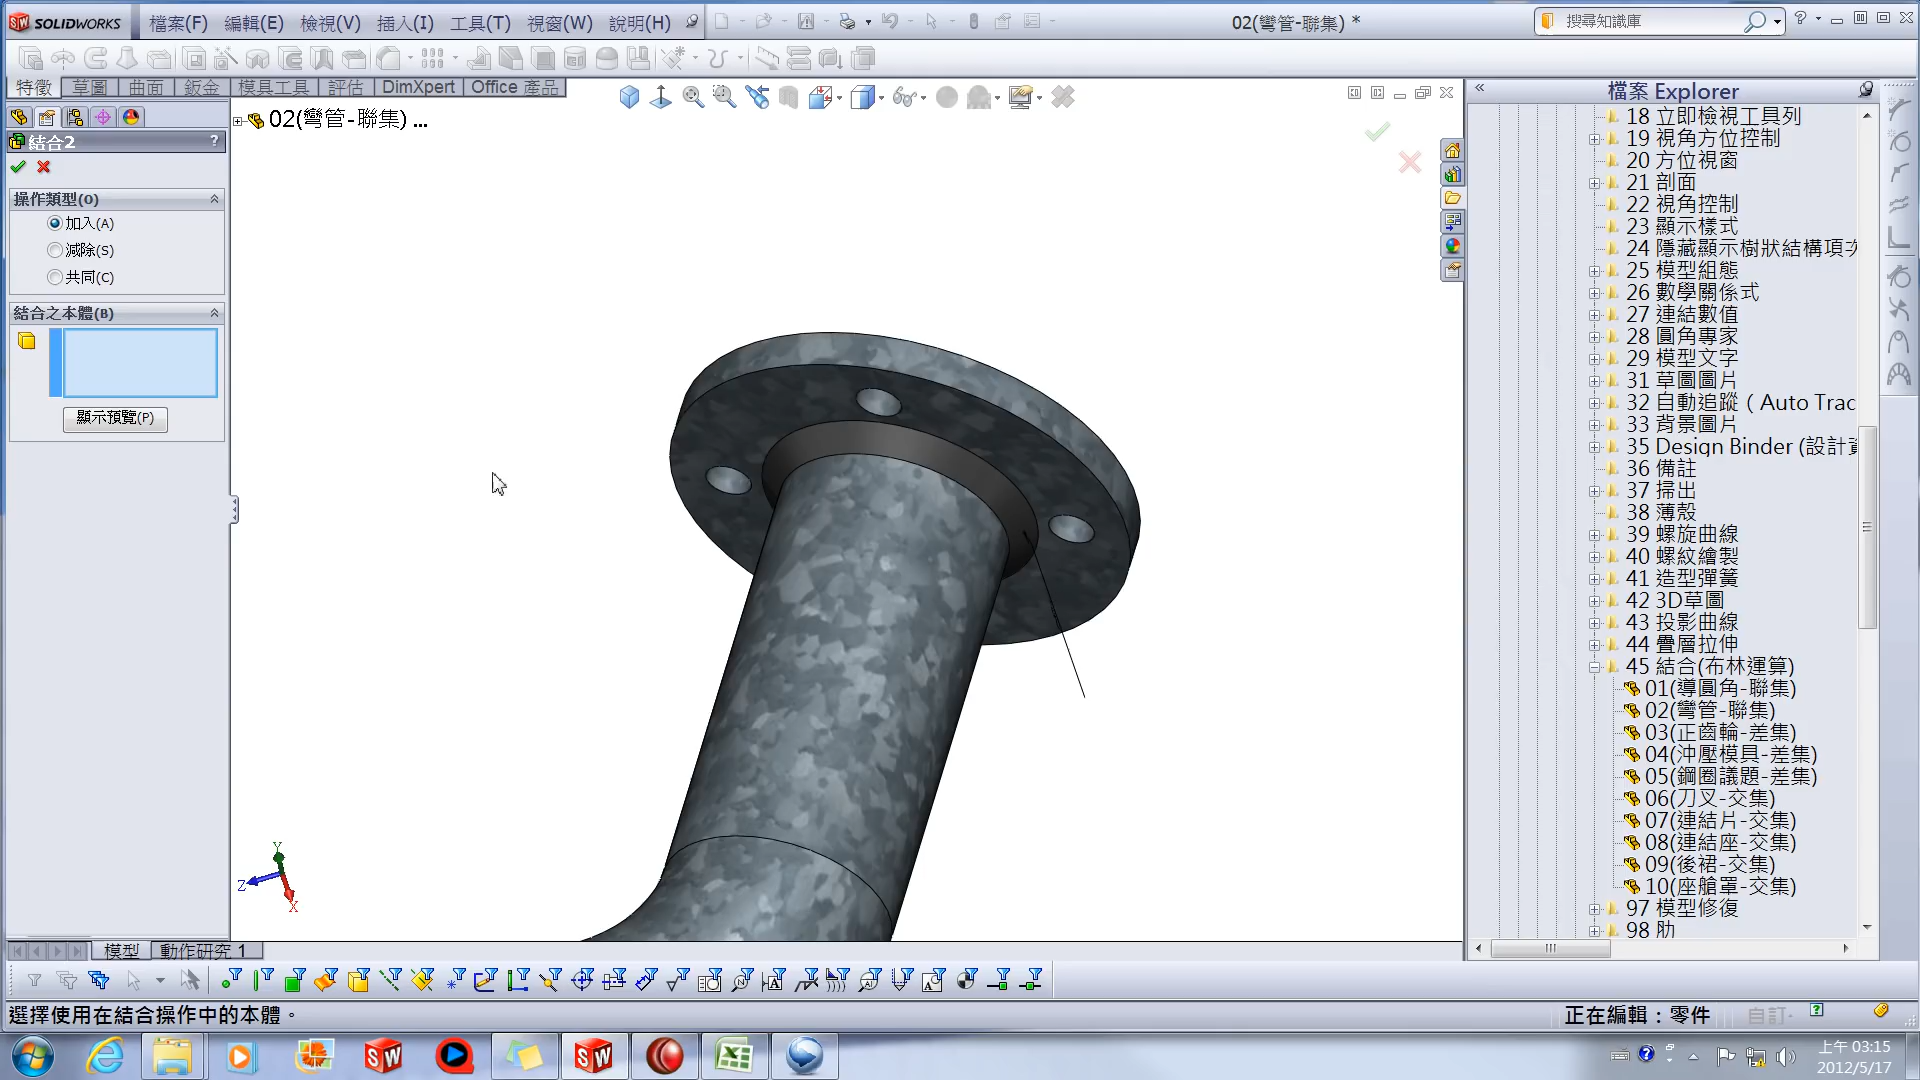 SOLIDWORKS 檔案(F) 編輯(E) 檢視(V) 插入(I) 工具(T) 視窗(W) 說明(H) 02(彎管-聯集) * 搜尋知識庫
特徵 草圖 曲面 鈑金 模具工具 評估 DimXpert Office 產品
02(彎管-聯集) ...
結合2 ?
操作類型(O)
加入(A)
減除(S)
共同(C)
結合之本體(B)
顯示預覽(P)
Y
Z
X
模型 動作研究 1
選擇使用在結合操作中的本體。
正在編輯：零件 自訂
檔案 Explorer
18 立即檢視工具列
19 視角方位控制
20 方位視窗
21 剖面
22 視角控制
23 顯示樣式
24 隱藏顯示樹狀結構項次
25 模型組態
26 數學關係式
27 連結數值
28 圓角專家
29 模型文字
31 草圖圖片
32 自動追蹤 ( Auto Trac
33 背景圖片
35 Design Binder (設計資
36 備註
37 掃出
38 薄殼
39 螺旋曲線
40 螺紋繪製
41 造型彈簧
42 3D草圖
43 投影曲線
44 疊層拉伸
45 結合(布林運算)
01(導圓角-聯集)
02(彎管-聯集)
03(正齒輪-差集)
04(沖壓模具-差集)
05(鋼圈議題-差集)
06(刀叉-交集)
07(連結片-交集)
08(連結座-交集)
09(後裙-交集)
10(座艙罩-交集)
97 模型修復
98 肋
上午 03:15
2012/5/17